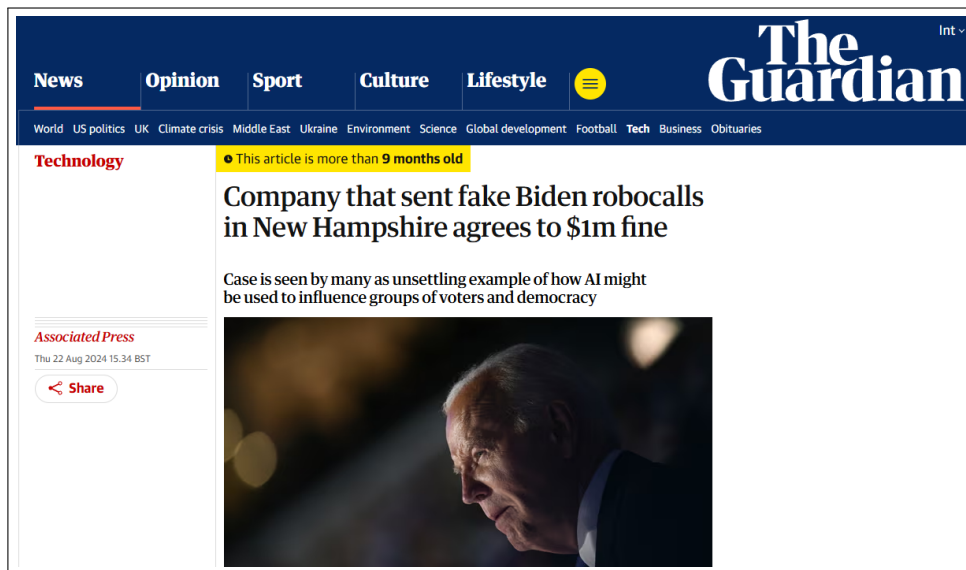 The
Guardian
Int
News Opinion Sport Culture Lifestyle
World US politics UK Climate crisis Middle East Ukraine Environment Science Global development Football Tech Business Obituaries
Technology
This article is more than 9 months old
Company that sent fake Biden robocalls
in New Hampshire agrees to $1m fine
Case is seen by many as unsettling example of how AI might
be used to influence groups of voters and democracy
Associated Press
Thu 22 Aug 2024 15.34 BST
Share